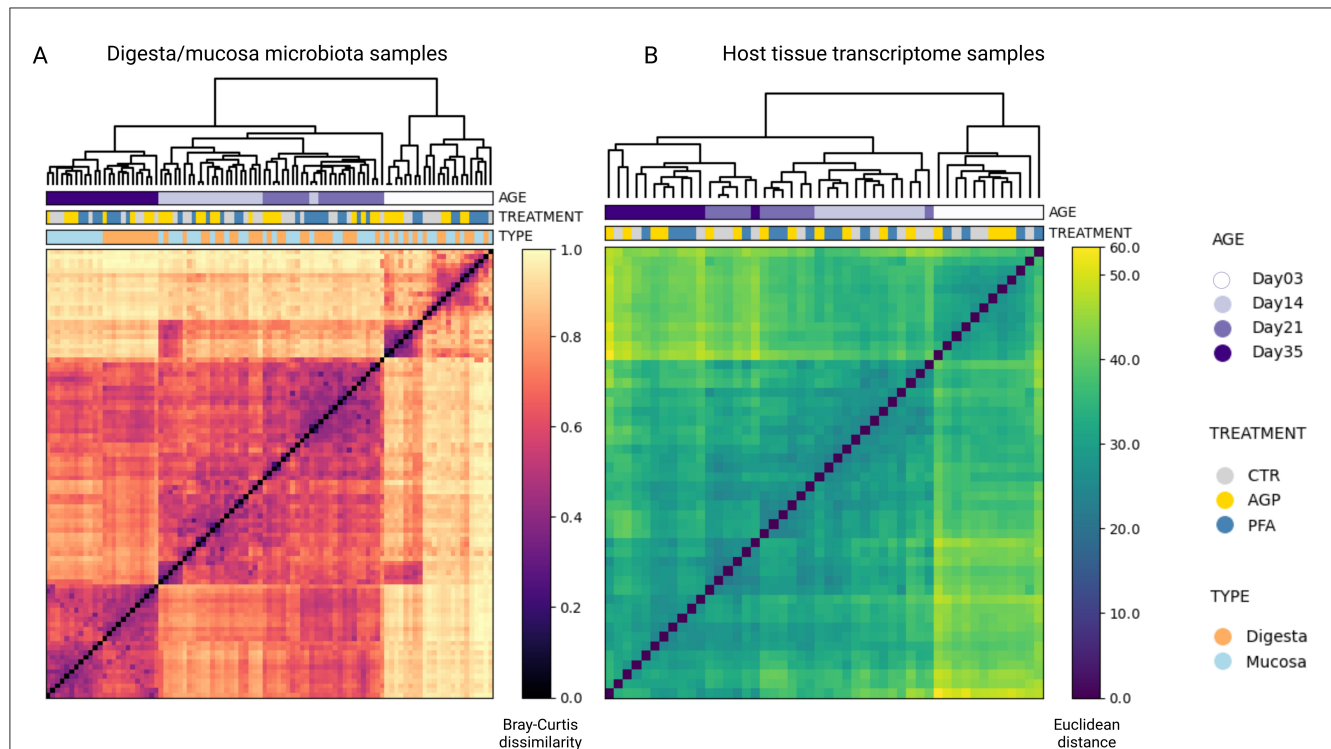 A
Digesta/mucosa microbiota samples
B
Host tissue transcriptome samples
AGE
TREATMENT
TYPE
AGE
TREATMENT
1.0
0.8
0.6
0.4
0.2
0.0
Bray-Curtis
dissimilarity
60.0
50.0
40.0
30.0
20.0
10.0
0.0
Euclidean
distance
AGE
Day03
Day14
Day21
Day35
TREATMENT
CTR
AGP
PFA
TYPE
Digesta
Mucosa